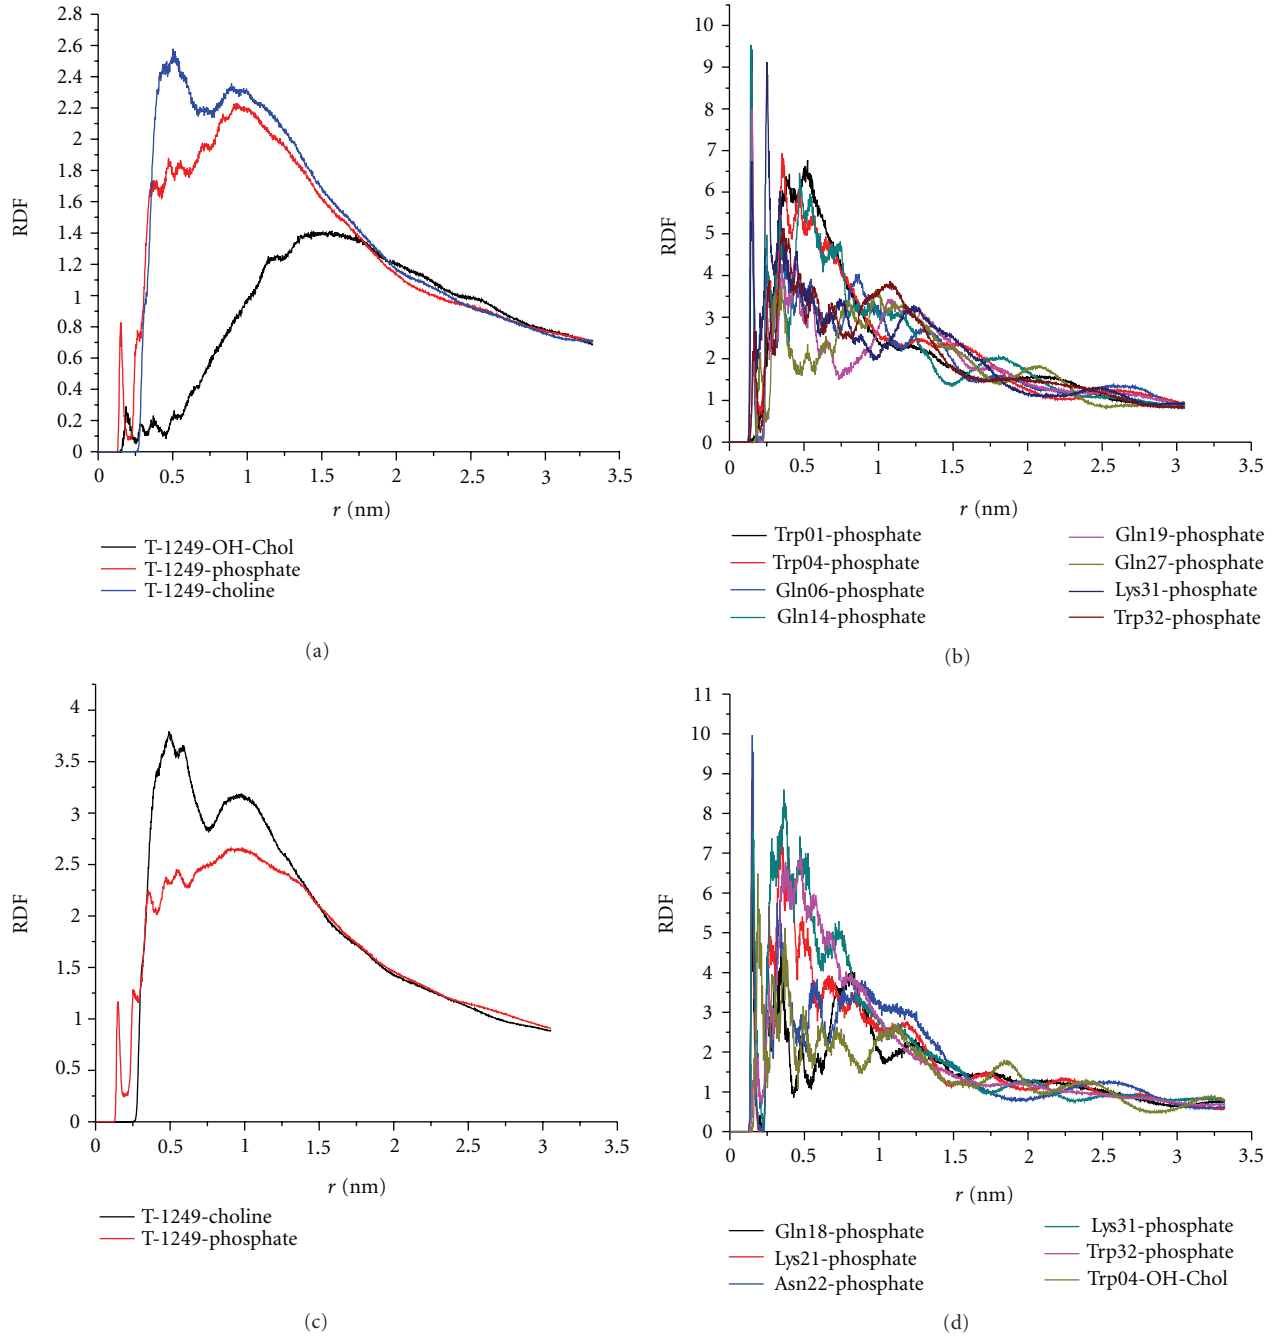 2.8
2.6
2.4
2.2
2
1.8
1.6
1.4
1.2
1
0.8
0.6
0.4
0.2
0
RDF
0 0.5 1 1.5 2 2.5 3 3.5
r (nm)
T-1249-OH-Chol
T-1249-phosphate
T-1249-choline
(a)
10
9
8
7
6
5
4
3
2
1
0
RDF
0 0.5 1 1.5 2 2.5 3 3.5
r (nm)
Trp01-phosphate
Trp04-phosphate
Gln06-phosphate
Gln14-phosphate
Gln19-phosphate
Gln27-phosphate
Lys31-phosphate
Trp32-phosphate
(b)
4
3.5
3
2.5
2
1.5
1
0.5
0
RDF
0 0.5 1 1.5 2 2.5 3 3.5
r (nm)
T-1249-choline
T-1249-phosphate
(c)
11
10
9
8
7
6
5
4
3
2
1
0
RDF
0 0.5 1 1.5 2 2.5 3 3.5
r (nm)
Gln18-phosphate
Lys21-phosphate
Asn22-phosphate
Lys31-phosphate
Trp32-phosphate
Trp04-OH-Chol
(d)